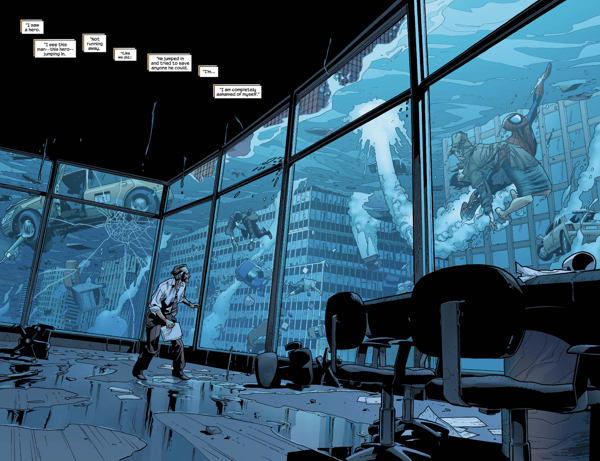 "I saw
a hero.
"I see this
man--this hero--
jumping in.
"Not
running
away.
"Like
we did.
"He jumped in
and tried to save
anyone he could.
"I'm...
"I am completely
ashamed of myself."